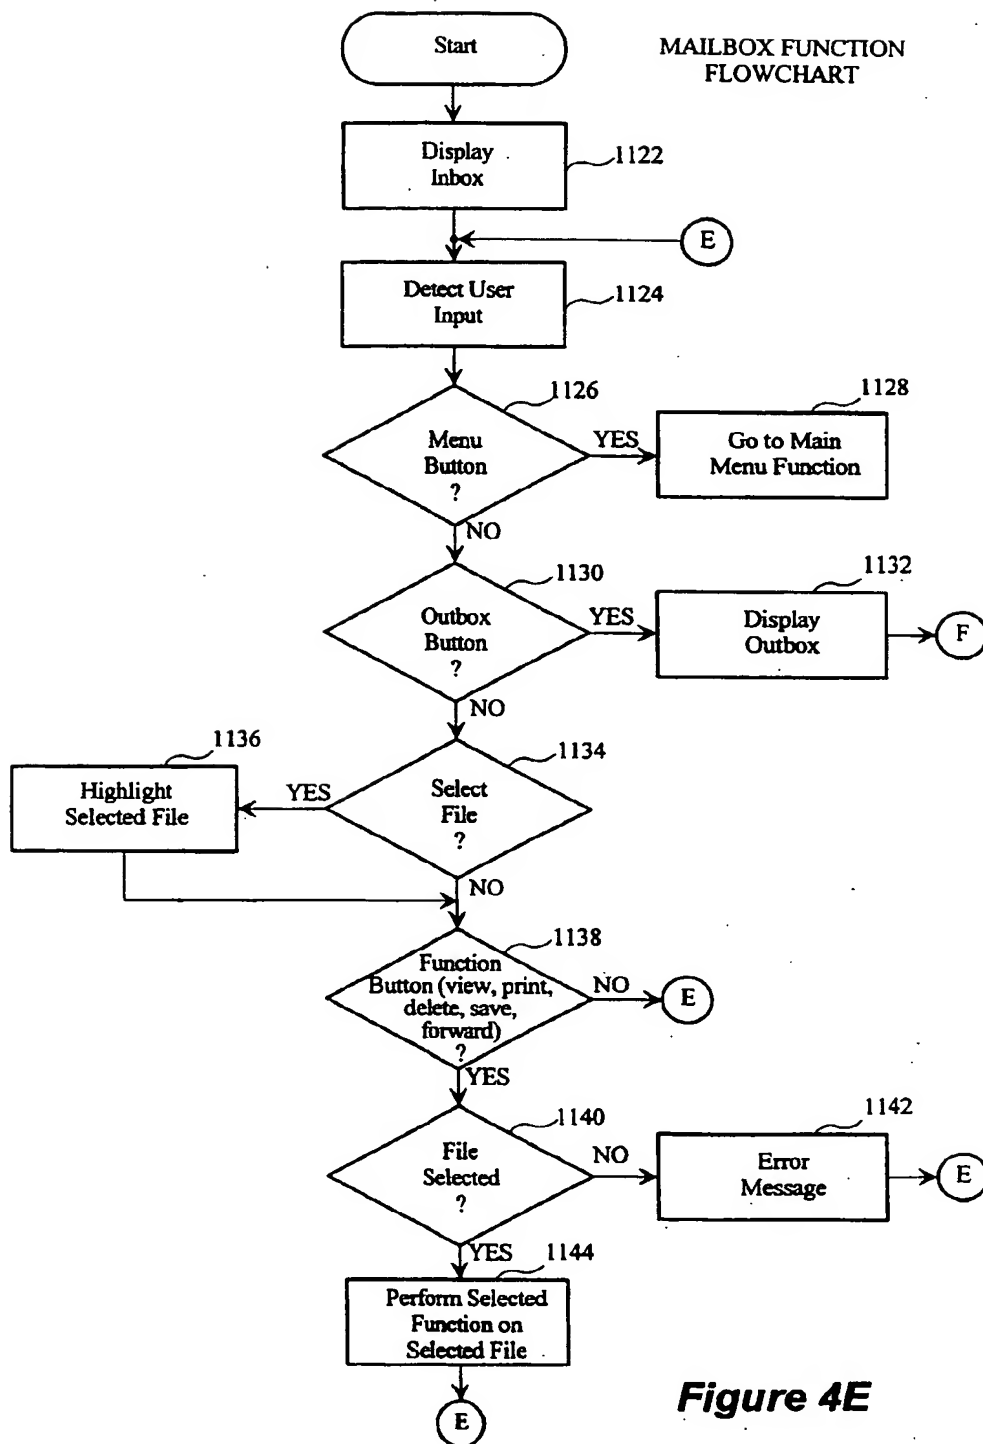 Start
MAILBOX FUNCTION
FLOWCHART
Display
Inbox
1122
E
Detect User
Input
1124
1126
Menu
Button
?
YES
1128
Go to Main
Menu Function
NO
1130
Outbox
Button
?
YES
1132
Display
Outbox
F
NO
1134
Select
File
?
YES
1136
Highlight
Selected File
NO
1138
Function
Button (view, print,
delete, save,
forward)
?
NO
E
YES
1140
File
Selected
?
NO
1142
Error
Message
E
YES
1144
Perform Selected
Function on
Selected File
E
Figure 4E